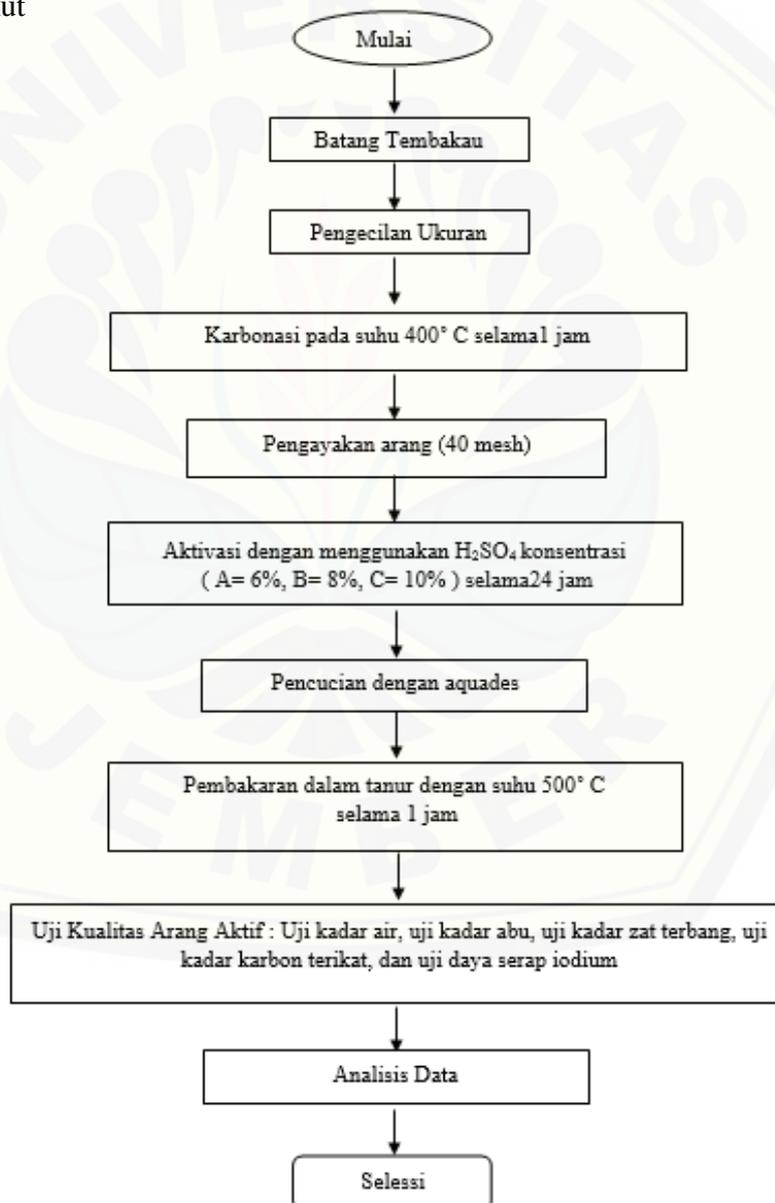 ut
Mulai
Batang Tembakau
Pengecilan Ukuran
Karbonasi pada suhu 400° C selama1 jam
Pengayakan arang (40 mesh)
Aktivasi dengan menggunakan H₂SO₄ konsentrasi
( A= 6%, B= 8%, C= 10% ) selama24 jam
Pencucian dengan aquades
Pembakaran dalam tanur dengan suhu 500° C
selama 1 jam
Uji Kualitas Arang Aktif : Uji kadar air, uji kadar abu, uji kadar zat terbang, uji
kadar karbon terikat, dan uji daya serap iodium
Analisis Data
Selessi
UNIVERSITAS
JEMBER